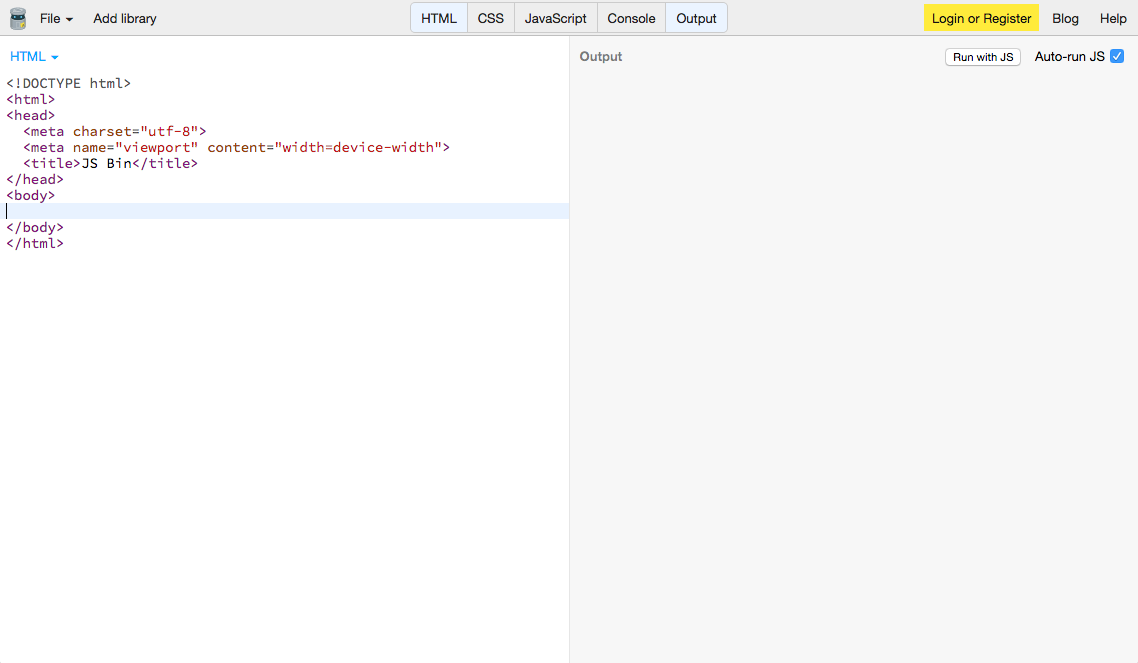 File Add library HTML CSS JavaScript Console Output Login or Register Blog Help
HTML
<!DOCTYPE html>
<html>
<head>
  <meta charset="utf-8">
  <meta name="viewport" content="width=device-width">
  <title>JS Bin</title>
</head>
<body>
</body>
</html>
Output Run with JS Auto-run JS